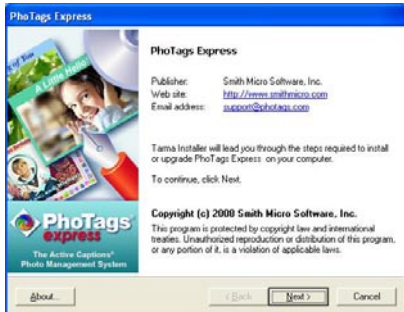 PhoTags Express
PhoTags Express
Publisher: Smith Micro Software, Inc.
Web site: http://www.smithmicro.com
Email address: support@photags.com
Tarma Installer will lead you through the steps required to install
or upgrade PhoTags Express on your computer.
To continue, click Next.
A Little Hello!
PhoTags
express
The Active Captions®
Photo Management System
Copyright (c) 2008 Smith Micro Software, Inc.
This program is protected by copyright law and international
treaties. Unauthorized reproduction or distribution of this program,
or any portion of it, is a violation of applicable laws.
About... < Back Next > Cancel